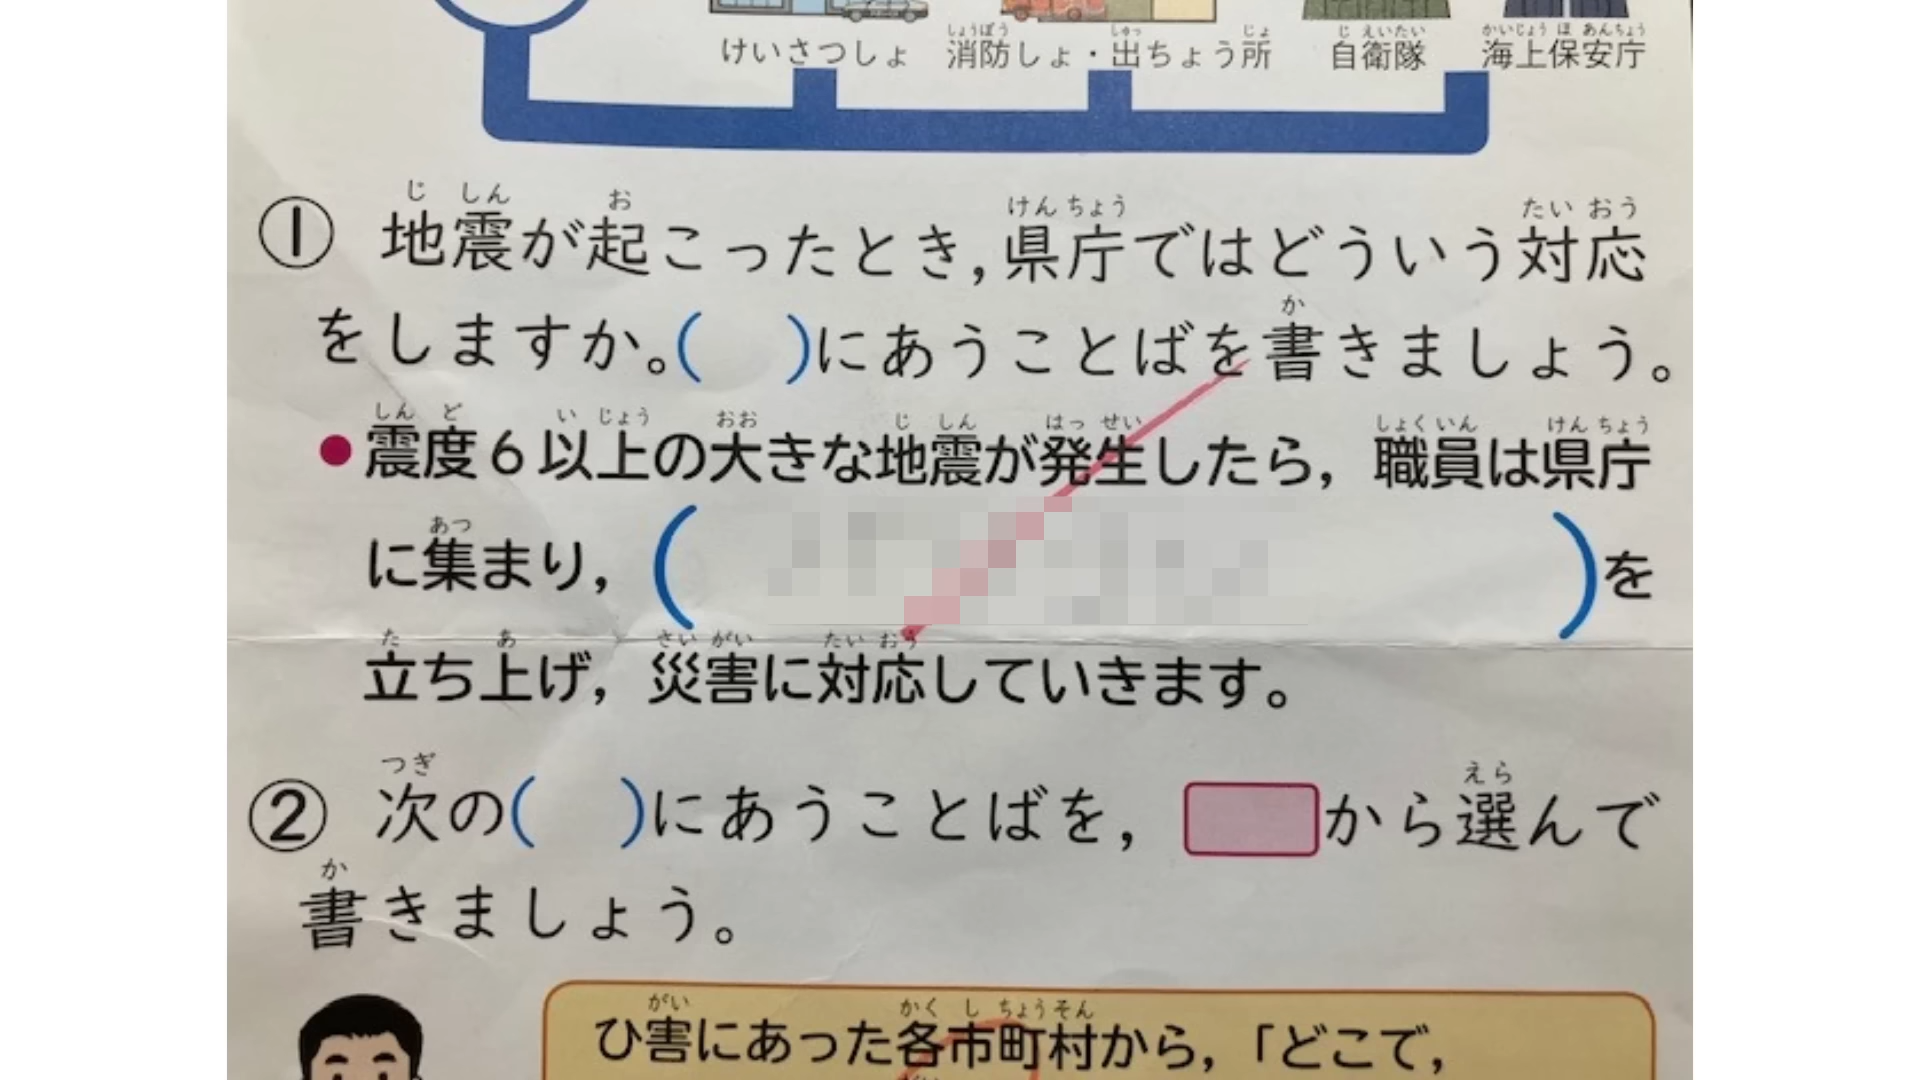 けいさつしょ 消防しょ・出ちょう所 自衛隊 海上保安庁
① 地震が起こったとき,県庁ではどういう対応
をしますか。( )にあうことばを書きましょう。
●震度6以上の大きな地震が発生したら,職員は県庁
に集まり,( )を
立ち上げ,災害に対応していきます。
② 次の( )にあうことばを, から選んで
書きましょう。
ひ害にあった各市町村から,「どこで,